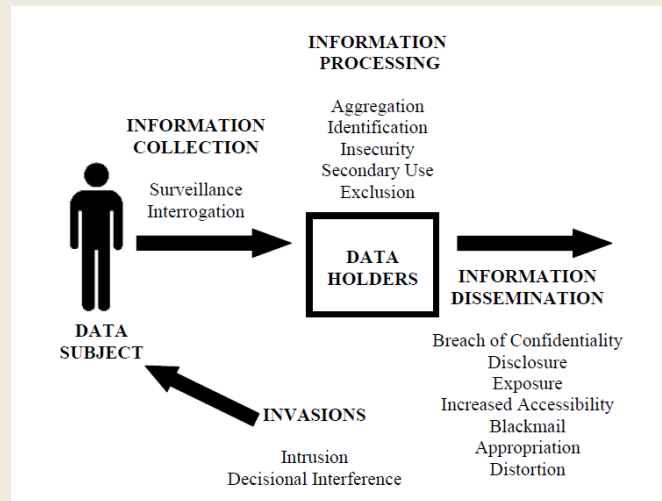 INFORMATION
PROCESSING
Aggregation
Identification
Insecurity
Secondary Use
Exclusion
INFORMATION
COLLECTION
Surveillance
Interrogation
DATA
HOLDERS
DATA
SUBJECT
INFORMATION
DISSEMINATION
Breach of Confidentiality
Disclosure
Exposure
Increased Accessibility
Blackmail
Appropriation
Distortion
INVASIONS
Intrusion
Decisional Interference